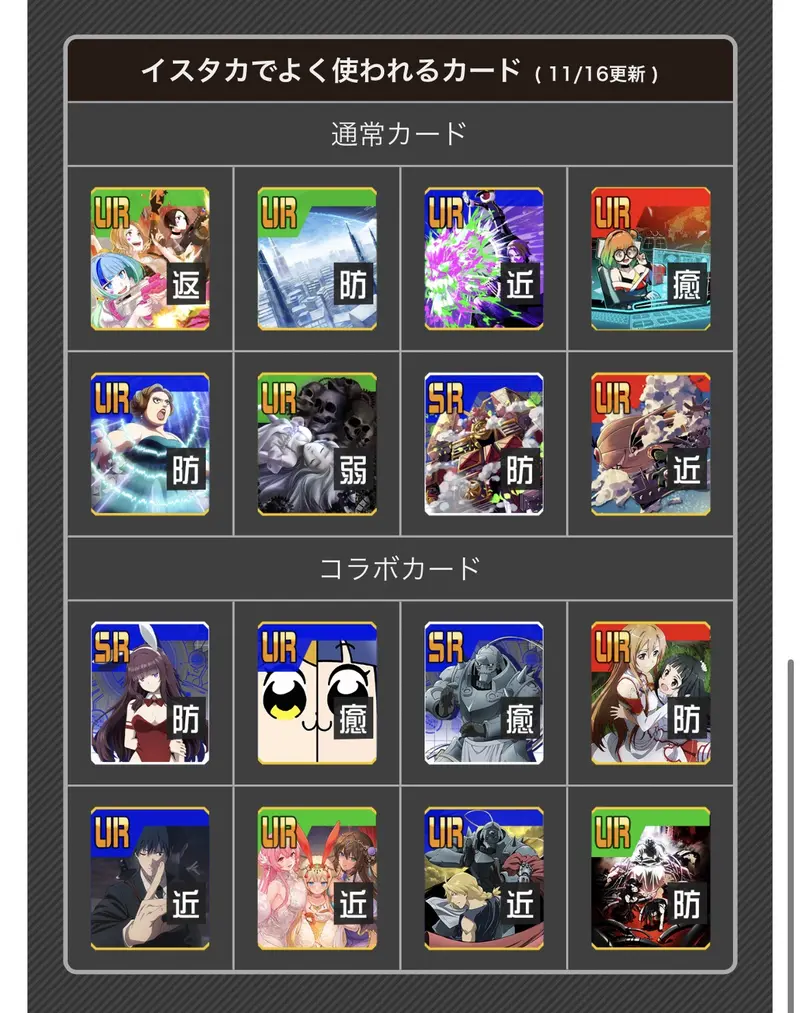 イスタカでよく使われるカード ( 11/16更新 )
通常カード
UR UR UR UR
返 防 近 癒
UR UR SR UR
防 弱 防 近
コラボカード
SR UR SR UR
防 癒 癒 防
UR UR UR UR
近 近 近 防